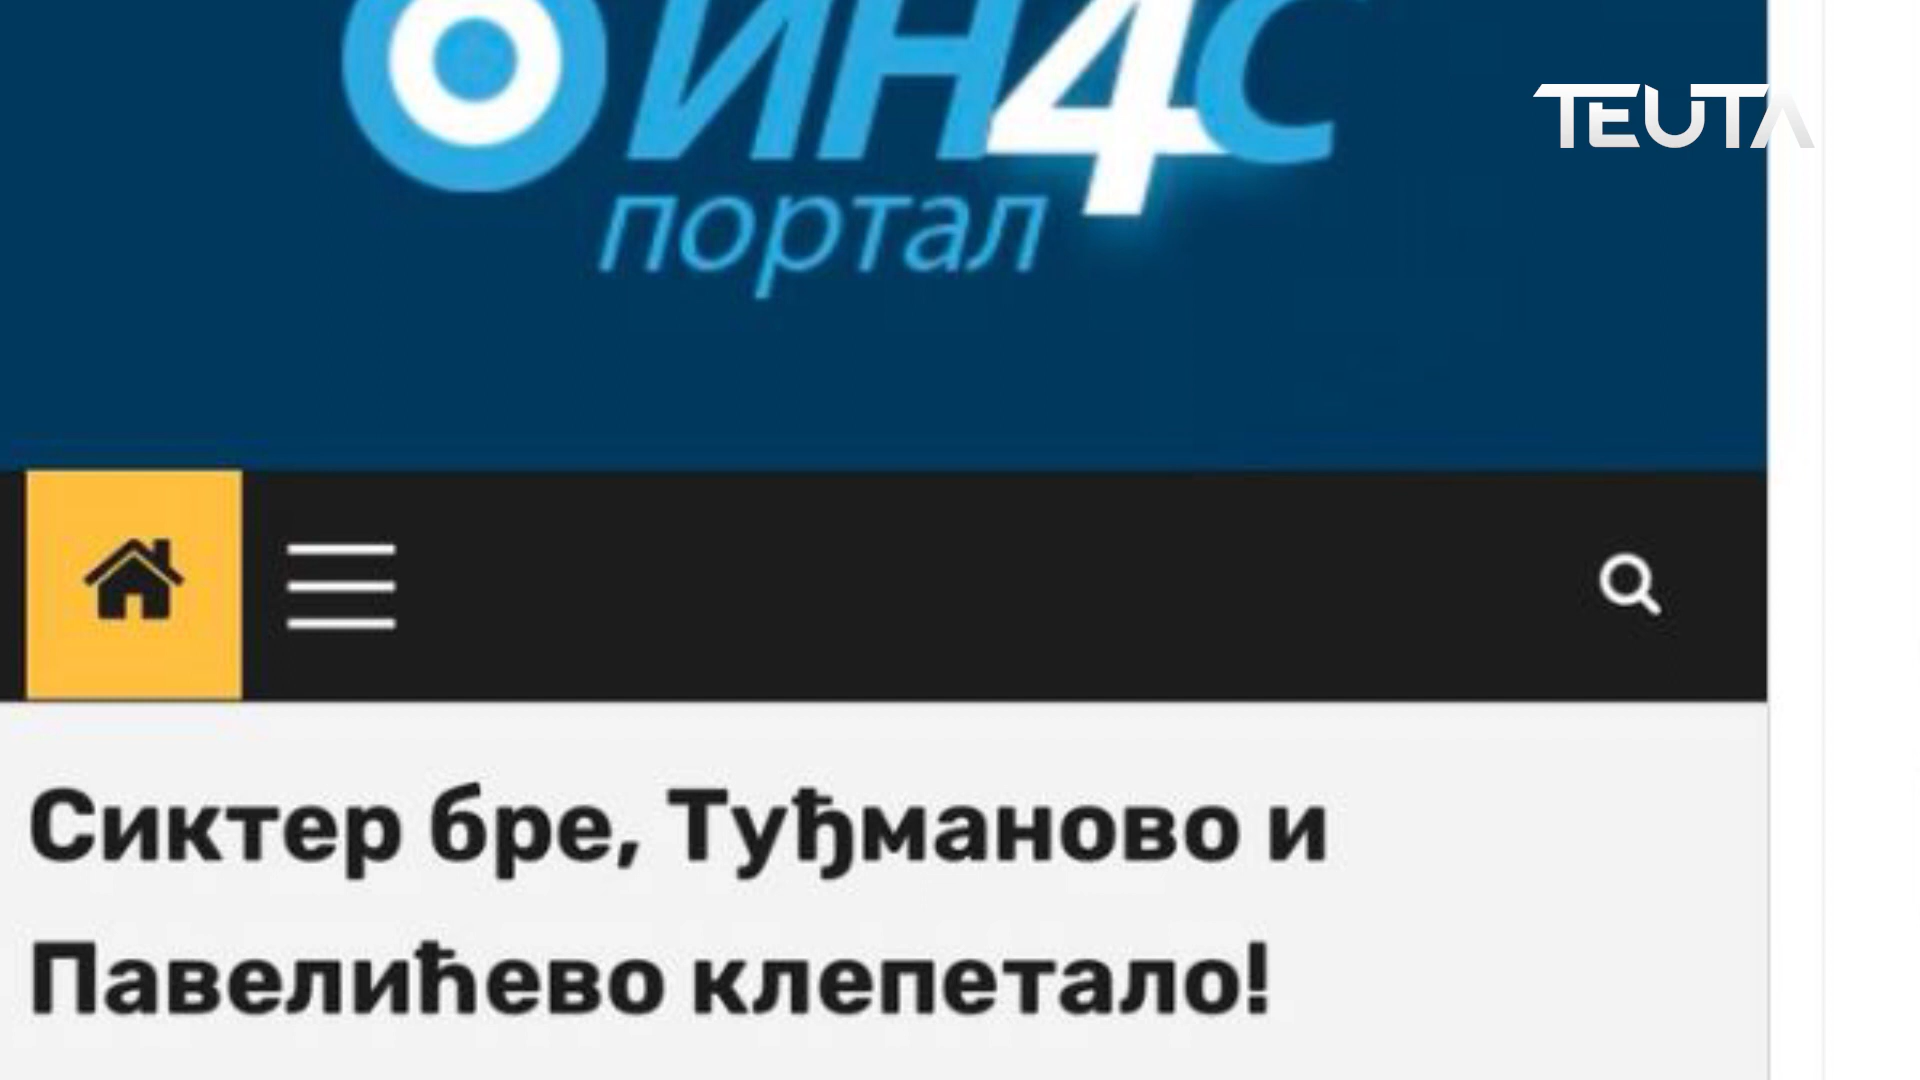 ИН4С
портал
TEUTA
Сиктер бре, Туђманово и
Павелићево клепетало!